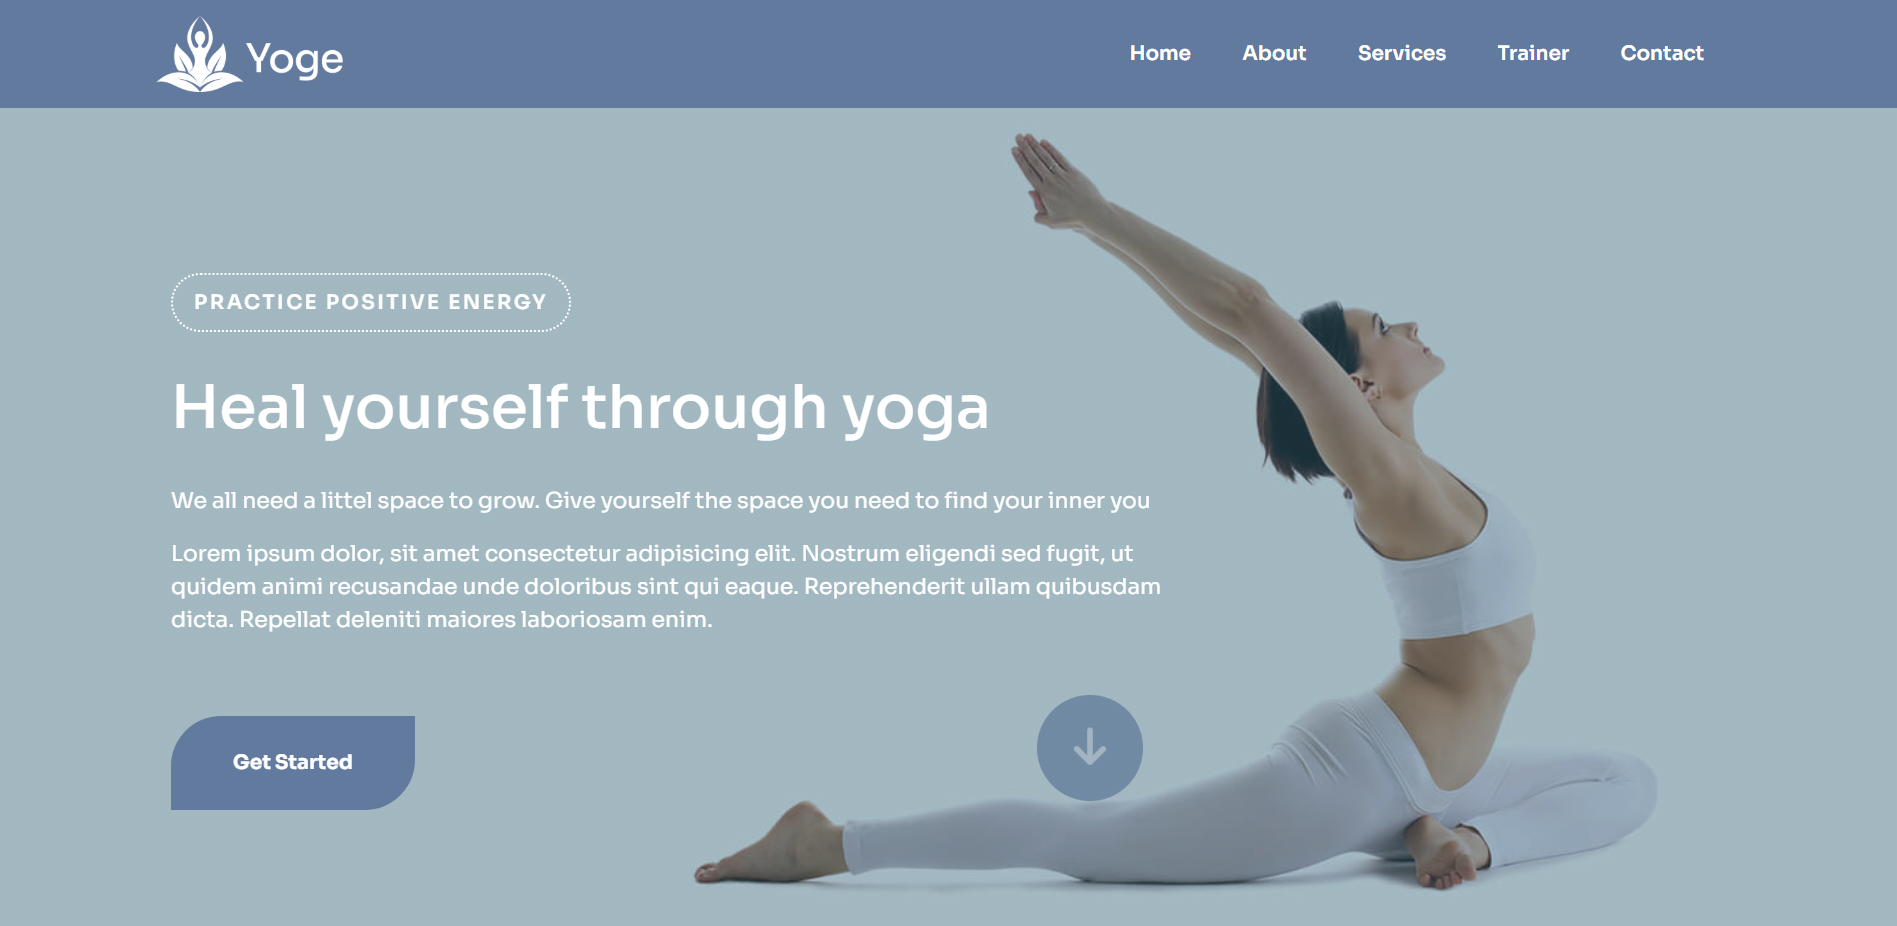 Yoge
Home About Services Trainer Contact
PRACTICE POSITIVE ENERGY
Heal yourself through yoga
We all need a littel space to grow. Give yourself the space you need to find your inner you
Lorem ipsum dolor, sit amet consectetur adipisicing elit. Nostrum eligendi sed fugit, ut
quidem animi recusandae unde doloribus sint qui eaque. Reprehenderit ullam quibusdam
dicta. Repellat deleniti maiores laboriosam enim.
Get Started